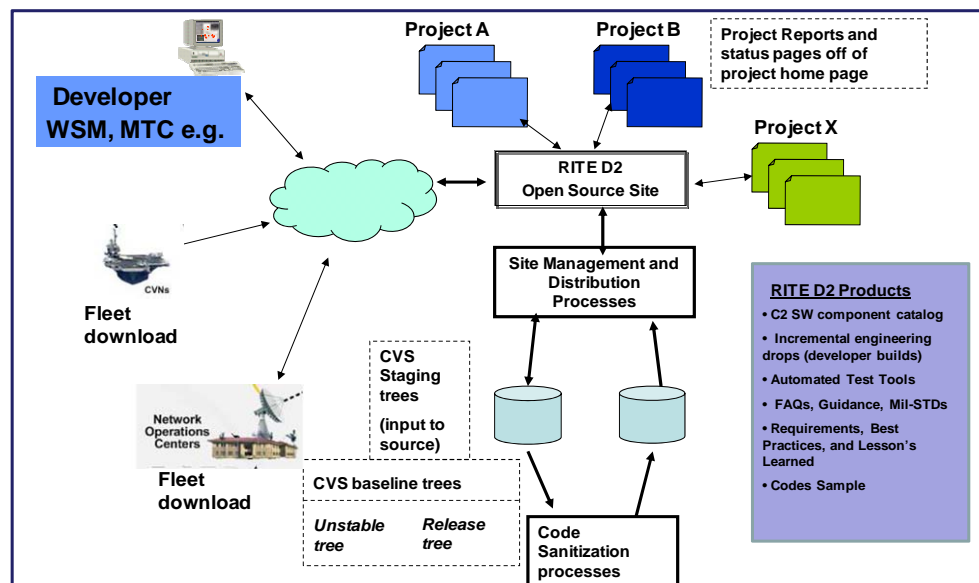 Project A
Project B
Project Reports and
status pages off of
project home page
Developer
WSM, MTC e.g.
Project X
RITE D2
Open Source Site
CVNs
Fleet
download
Site Management and
Distribution
Processes
RITE D2 Products
• C2 SW component catalog
• Incremental engineering
drops (developer builds)
• Automated Test Tools
• FAQs, Guidance, Mil-STDs
• Requirements, Best
Practices, and Lesson's
Learned
• Codes Sample
CVS
Staging
trees
(input to
source)
Network
Operations
Centers
Fleet
download
CVS baseline trees
Unstable
tree
Release
tree
Code
Sanitization
processes